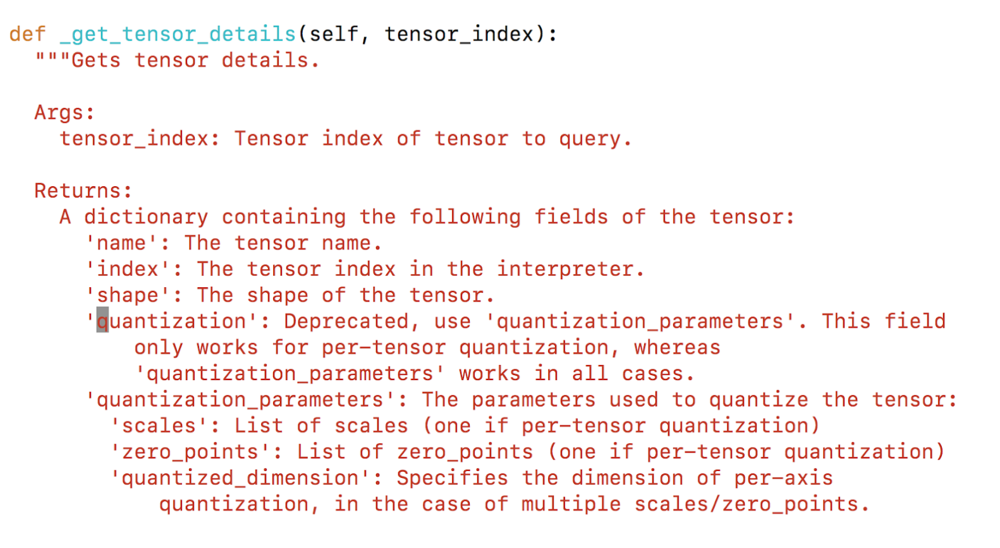 def _get_tensor_details(self, tensor_index):
"""Gets tensor details.
Args:
tensor_index: Tensor index of tensor to query.
Returns:
A dictionary containing the following fields of the tensor:
'name': The tensor name.
'index': The tensor index in the interpreter.
'shape': The shape of the tensor.
'quantization': Deprecated, use 'quantization_parameters'. This field
only works for per-tensor quantization, whereas
'quantization_parameters' works in all cases.
'quantization_parameters': The parameters used to quantize the tensor:
'scales': List of scales (one if per-tensor quantization)
'zero_points': List of zero_points (one if per-tensor quantization)
'quantized_dimension': Specifies the dimension of per-axis
quantization, in the case of multiple scales/zero_points.